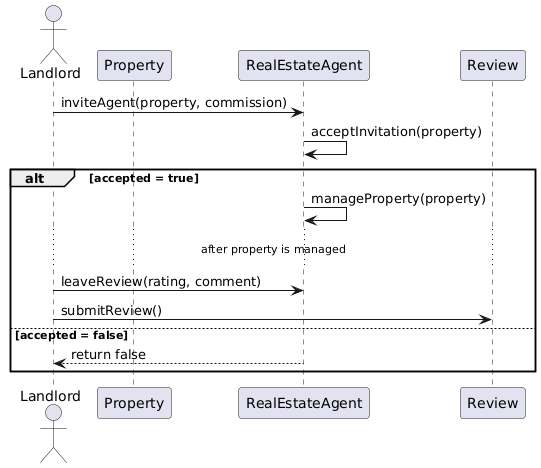 Landlord
Property
RealEstateAgent
Review
inviteAgent(property, commission)
acceptInvitation(property)
alt
[accepted = true]
manageProperty(property)
after property is managed
leaveReview(rating, comment)
submitReview()
[accepted = false]
return false
Landlord
Property
RealEstateAgent
Review